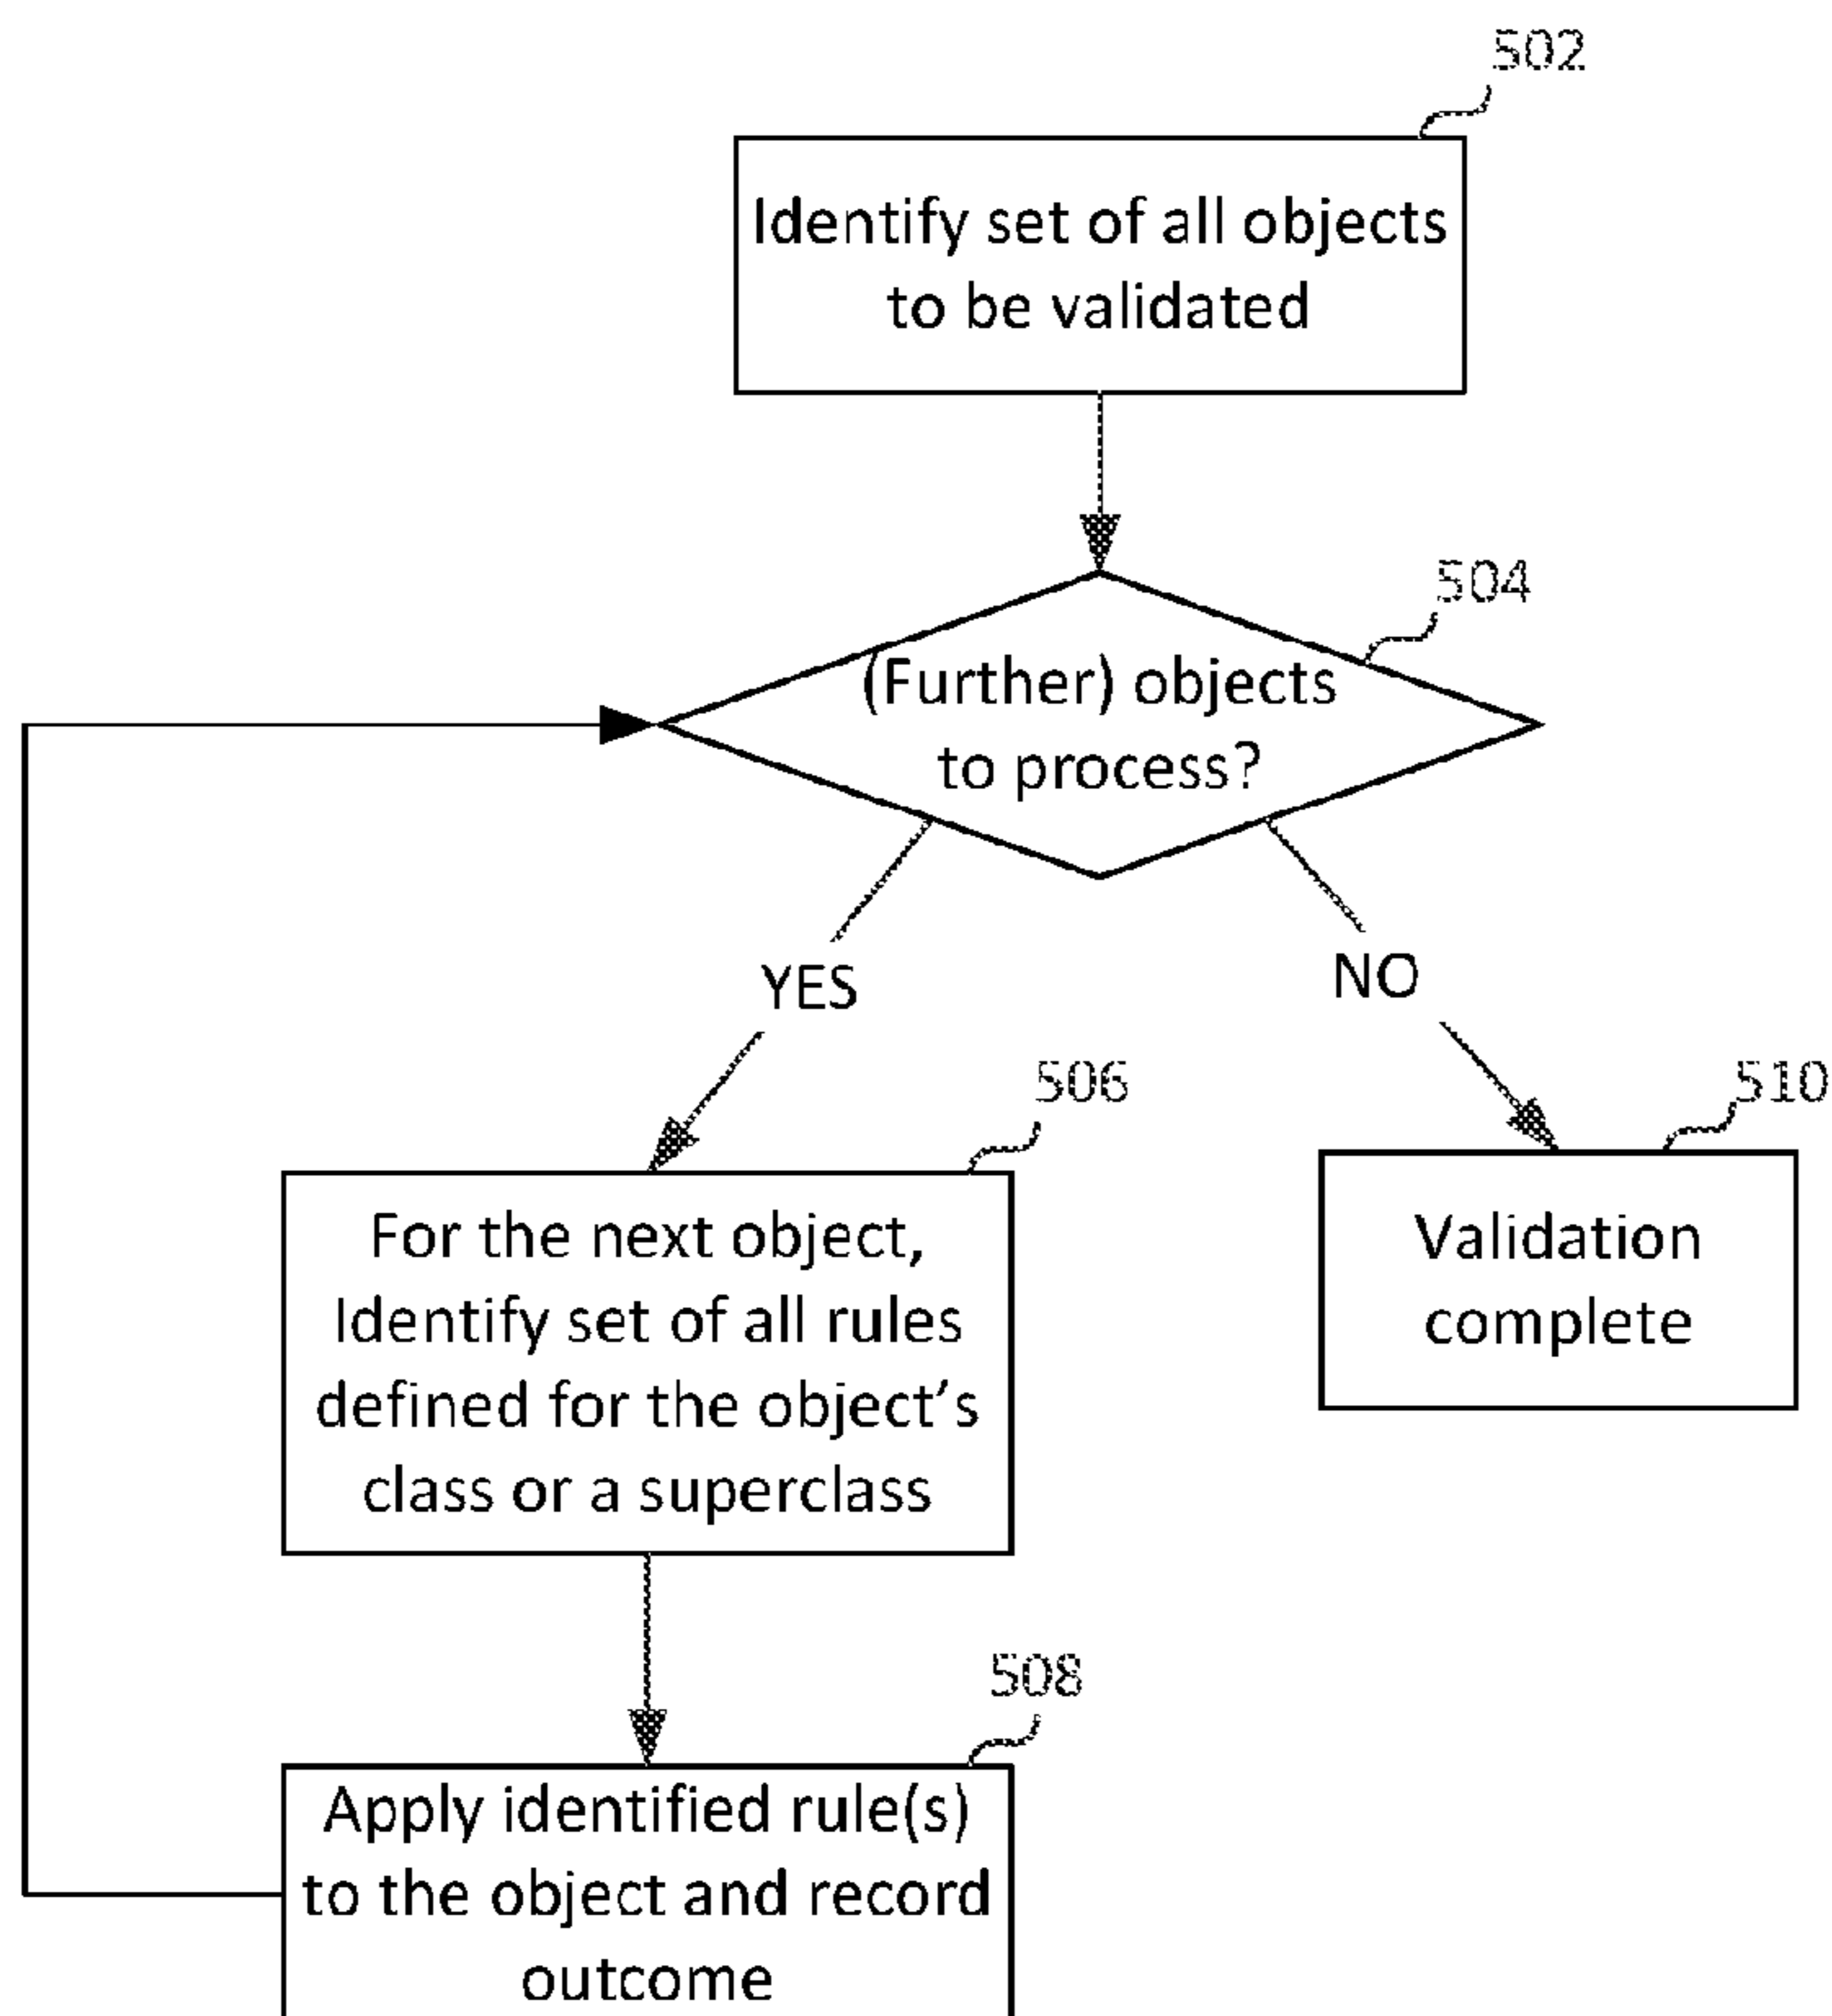 502
Identify set of all objects
to be validated
504
(Further) objects
to process?
YES
NO
506
510
For the next object,
Identify set of all rules
defined for the object's
class or a superclass
Validation
complete
508
Apply identified rule(s)
to the object and record
outcome